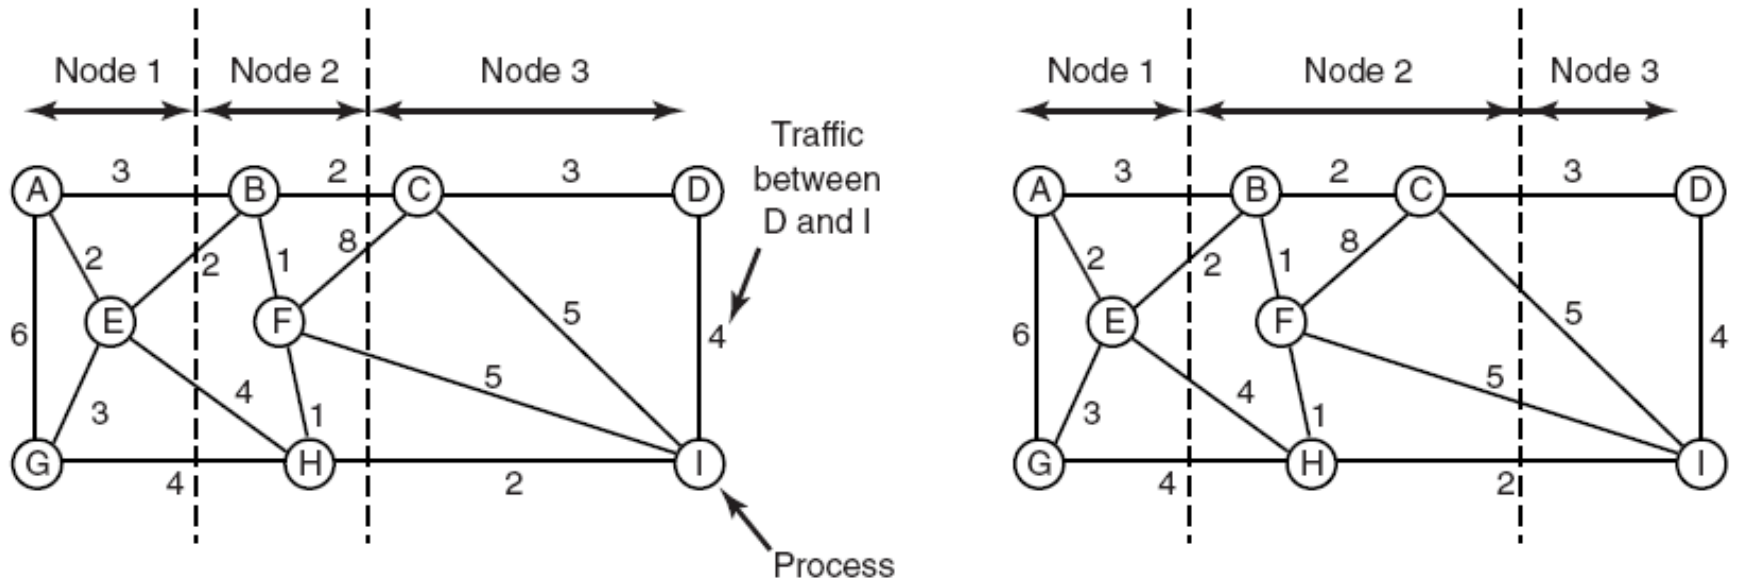 Node 1 Node 2 Node 3
Traffic
between
D and I
A 3 B 2 C 3 D
2 2 1 8
E F 5 4
6
3 4 1 5
G 4 H 2 I
Process
Node 1 Node 2 Node 3
A 3 B 2 C 3 D
2 2 1 8
E F 5 4
6
3 4 1 5
G 4 H 2 I